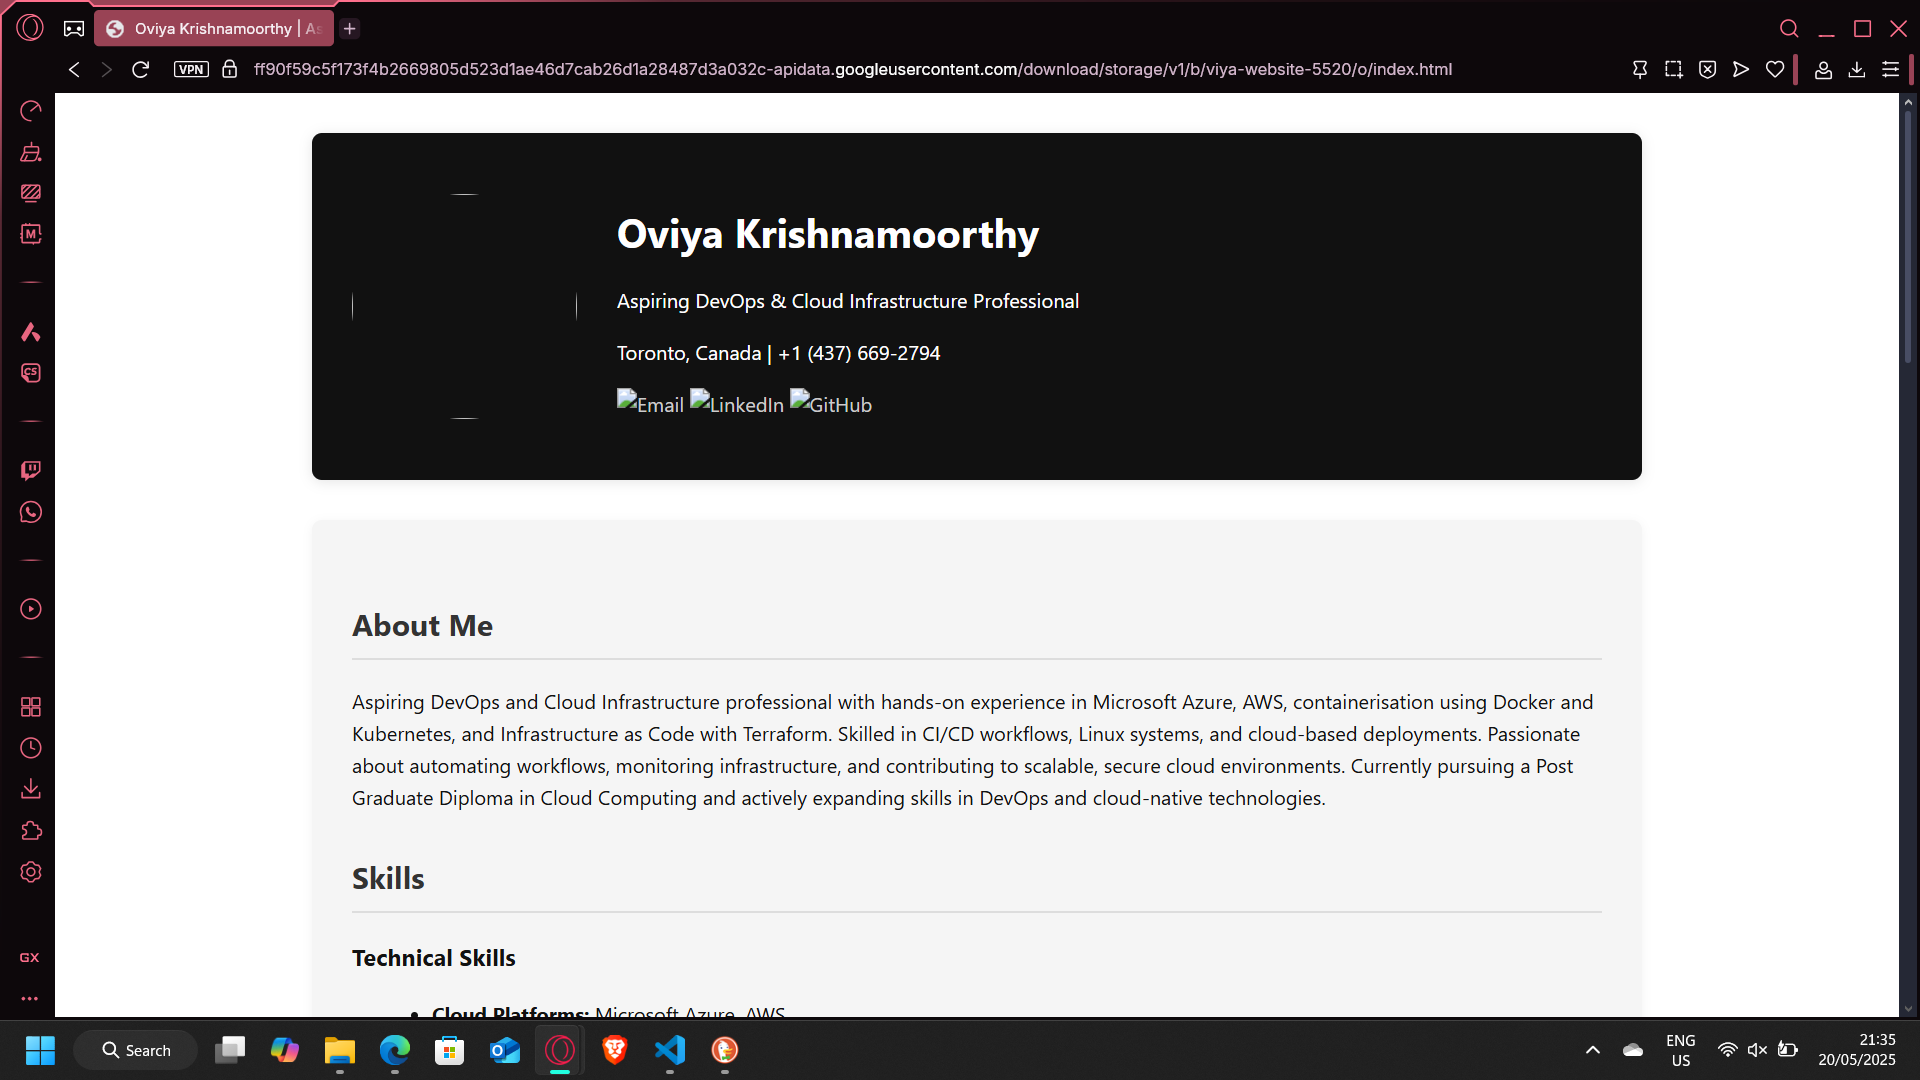 Oviya Krishnamoorthy | As
VPN
ff90f59c5f173f4b2669805d523d1ae46d7cab26d1a28487d3a032c-apidata.googleusercontent.com/download/storage/v1/b/viya-website-5520/o/index.html
M
CS
Oviya Krishnamoorthy
Aspiring DevOps & Cloud Infrastructure Professional
Toronto, Canada | +1 (437) 669-2794
Email LinkedIn GitHub
About Me
Aspiring DevOps and Cloud Infrastructure professional with hands-on experience in Microsoft Azure, AWS, containerisation using Docker and
Kubernetes, and Infrastructure as Code with Terraform. Skilled in CI/CD workflows, Linux systems, and cloud-based deployments. Passionate
about automating workflows, monitoring infrastructure, and contributing to scalable, secure cloud environments. Currently pursuing a Post
Graduate Diploma in Cloud Computing and actively expanding skills in DevOps and cloud-native technologies.
Skills
Technical Skills
• Cloud Platforms: Microsoft Azure, AWS
GX
Search
ENG
US
21:35
20/05/2025